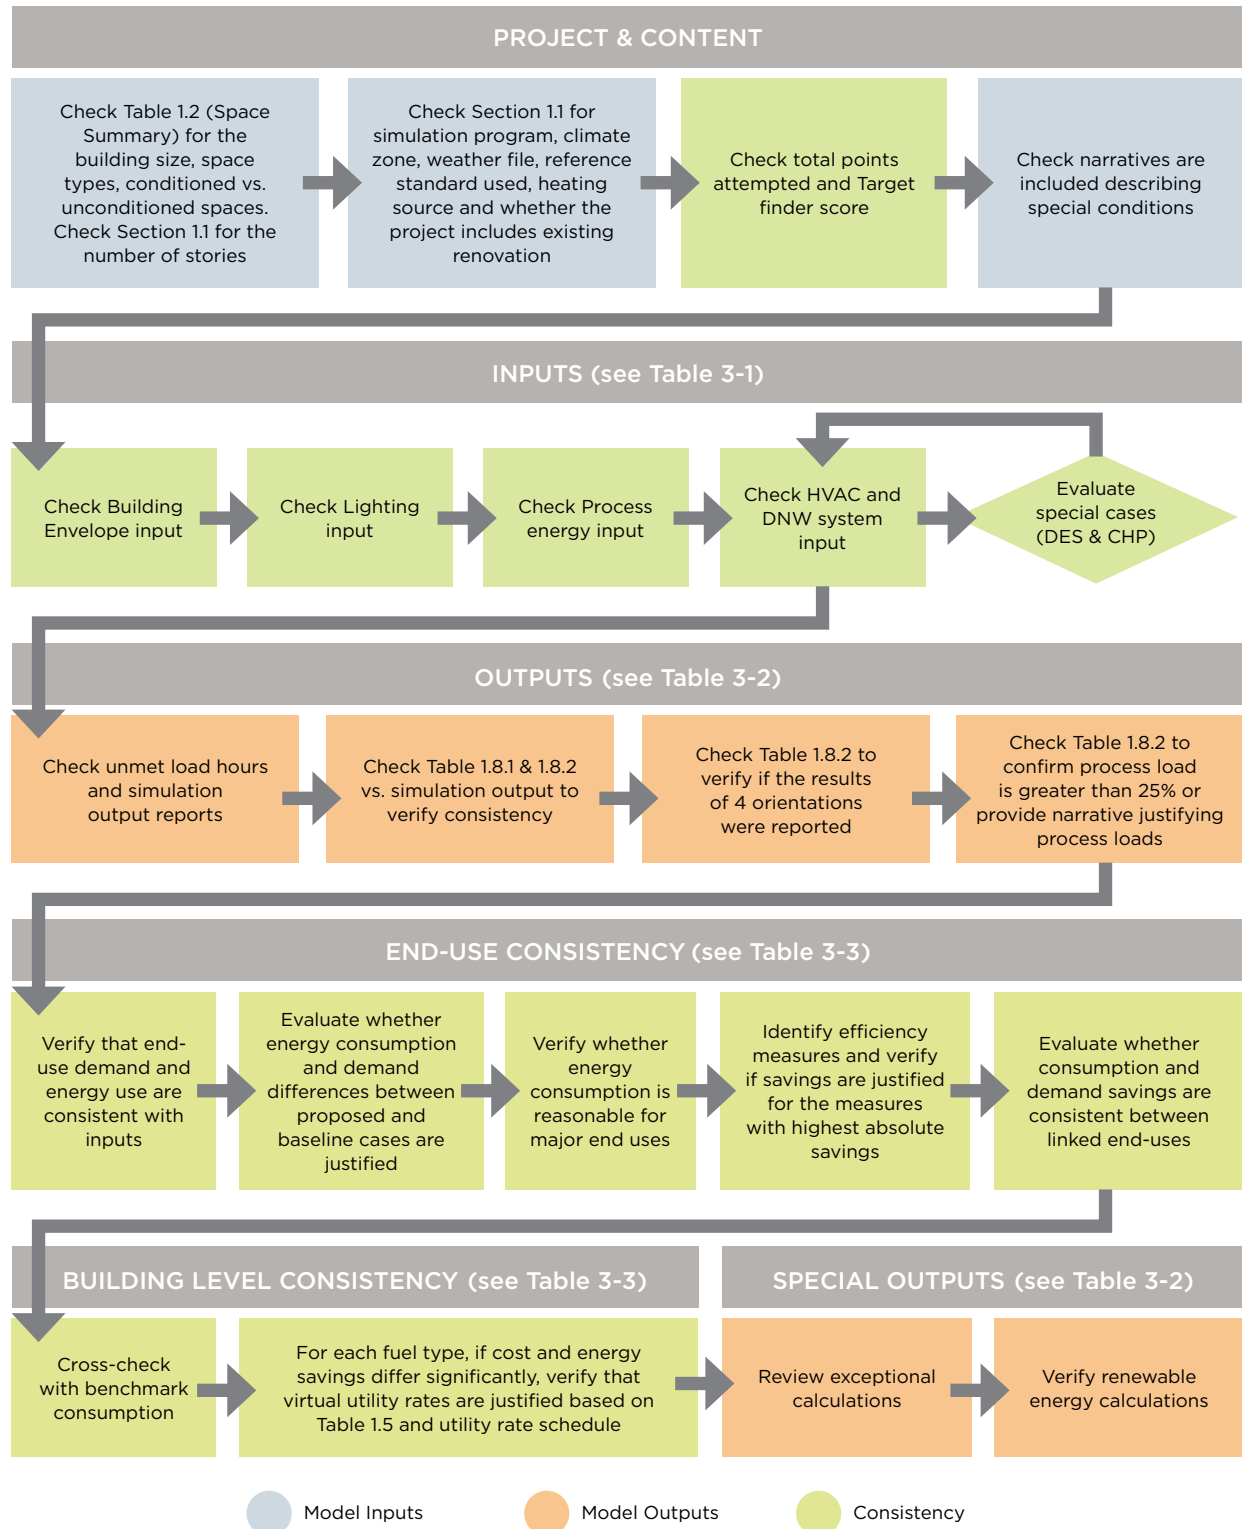 PROJECT & CONTENT
Check Table 1.2 (Space
Summary) for the
building size, space
types, conditioned vs.
unconditioned spaces.
Check Section 1.1 for the
number of stories
Check Section 1.1 for
simulation program, climate
zone, weather file, reference
standard used, heating
source and whether the
project includes existing
renovation
Check total points
attempted and Target
finder score
Check narratives are
included describing
special conditions
INPUTS (see Table 3-1)
Check Building
Envelope input
Check Lighting
input
Check Process
energy input
Check HVAC and
DNW system
input
Evaluate
special cases
(DES & CHP)
OUTPUTS (see Table 3-2)
Check unmet load hours
and simulation
output reports
Check Table 1.8.1 & 1.8.2
vs. simulation output to
verify consistency
Check Table 1.8.2 to
verify if the results
of 4 orientations
were reported
Check Table 1.8.2 to
confirm process load
is greater than 25% or
provide narrative justifying
process loads
END-USE CONSISTENCY (see Table 3-3)
Verify that end-
use demand and
energy use are
consistent with
inputs
Evaluate whether
energy consumption
and demand
differences between
proposed and
baseline cases are
justified
Verify whether
energy
consumption is
reasonable for
major end uses
Identify efficiency
measures and verify
if savings are justified
for the measures
with highest absolute
savings
Evaluate whether
consumption and
demand savings are
consistent between
linked end-uses
BUILDING LEVEL CONSISTENCY (see Table 3-3)
SPECIAL OUTPUTS (see Table 3-2)
Cross-check
with benchmark
consumption
For each fuel type, if cost and energy
savings differ significantly, verify that
virtual utility rates are justified based on
Table 1.5 and utility rate schedule
Review exceptional
calculations
Verify renewable
energy calculations
Model Inputs
Model Outputs
Consistency